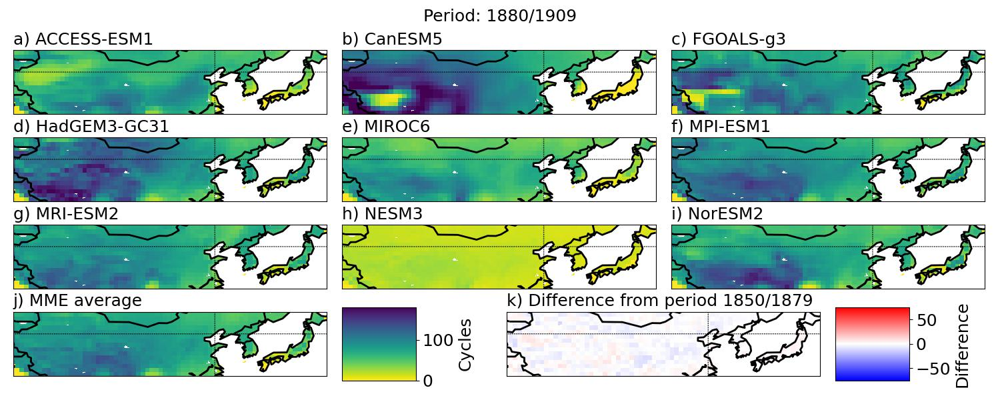 Period: 1880/1909
a) ACCESS-ESM1
b) CanESM5
c) FGOALS-g3
d) HadGEM3-GC31
e) MIROC6
f) MPI-ESM1
g) MRI-ESM2
h) NESM3
i) NorESM2
j) MME average
100
0
Cycles
k) Difference from period 1850/1879
50
0
−50
Difference